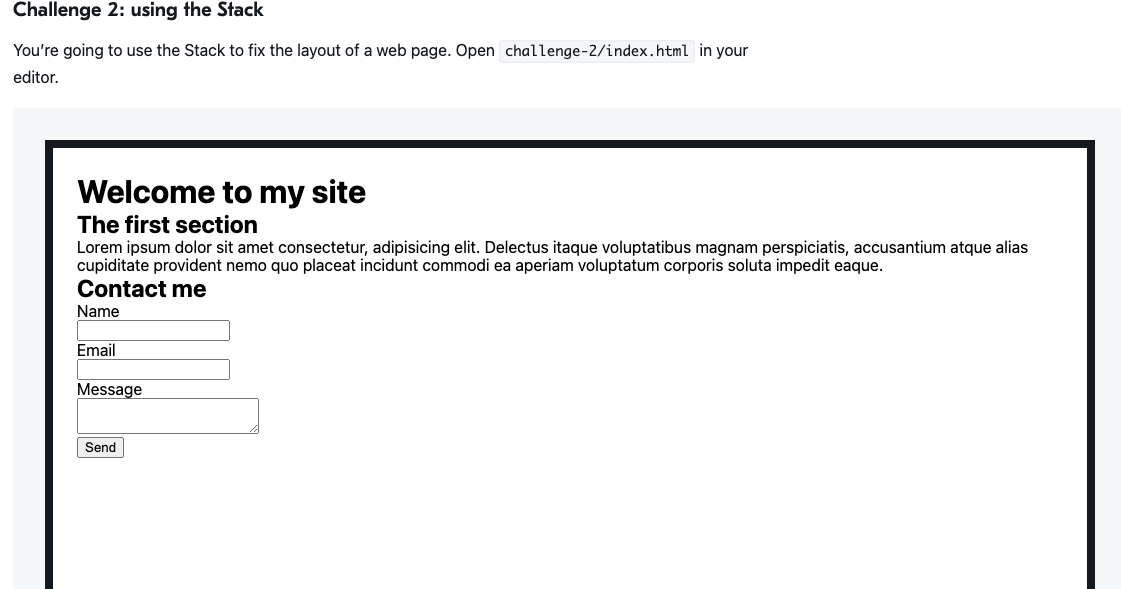 Challenge 2: using the Stack
You’re going to use the Stack to fix the layout of a web page. Open challenge-2/index.html in your
editor.
Welcome to my site
The first section
Lorem ipsum dolor sit amet consectetur, adipisicing elit. Delectus itaque voluptatibus magnam perspiciatis, accusantium atque alias
cupiditate provident nemo quo placeat incidunt commodi ea aperiam voluptatum corporis soluta impedit eaque.
Contact me
Name
Email
Message
Send